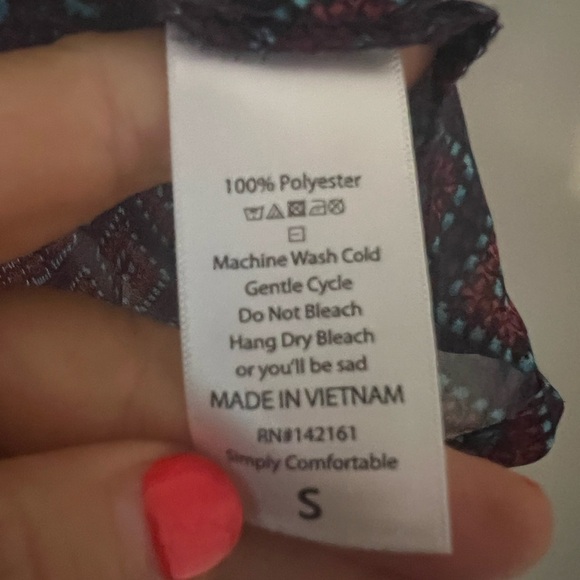 100% Polyester
Machine Wash Cold
Gentle Cycle
Do Not Bleach
Hang Dry Bleach
or you'll be sad
MADE IN VIETNAM
RN#142161
Simply Comfortable
S